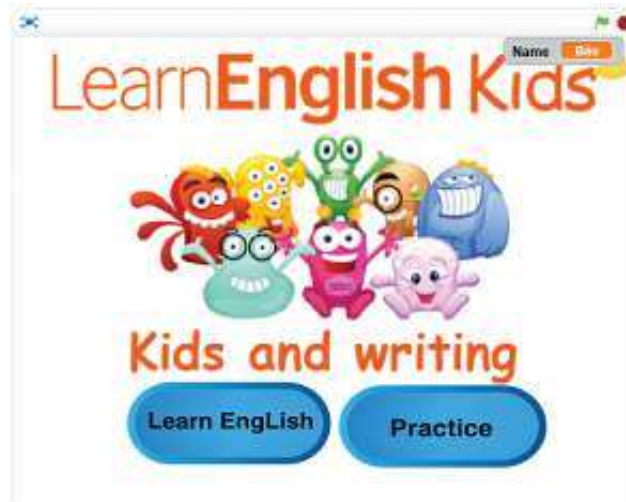 Name
LearnEnglish Kids
Kids and writing
Learn EngLish
Practice